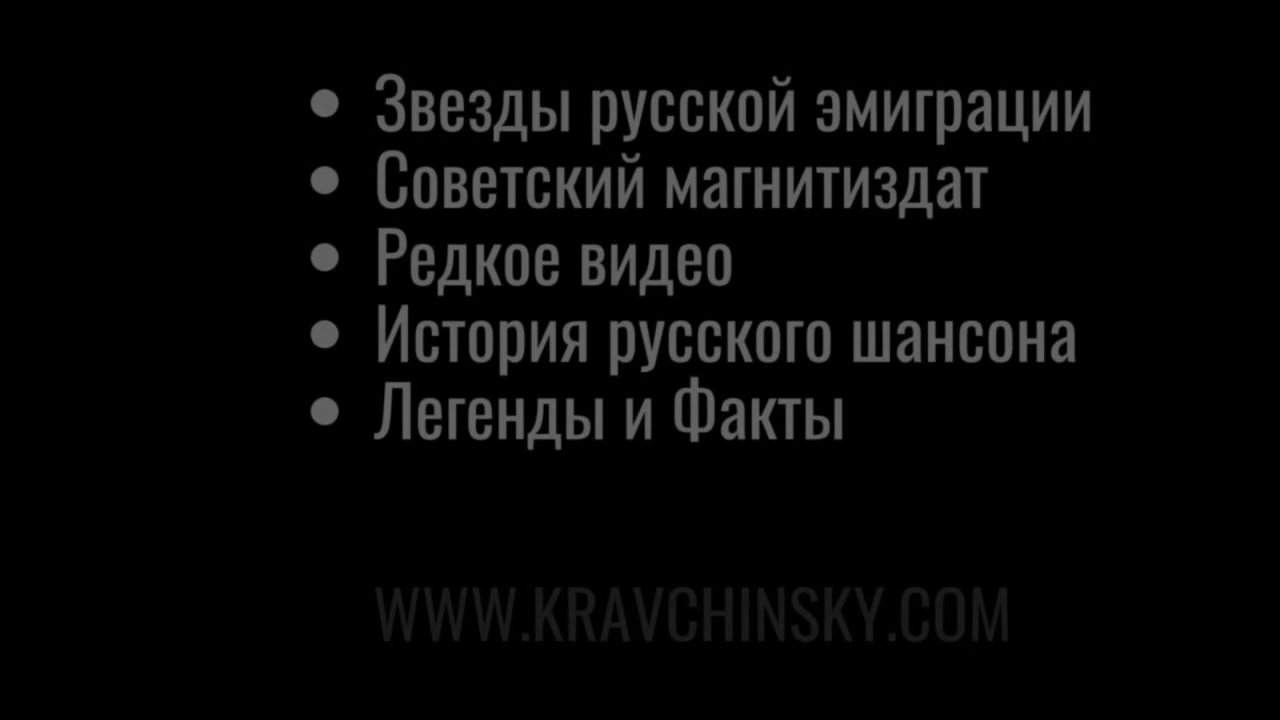 • Звезды русской эмиграции
• Советский магнитиздат
• Редкое видео
• История русского шансона
• Легенды и Факты
WWW.KRAVCHINSKY.COM